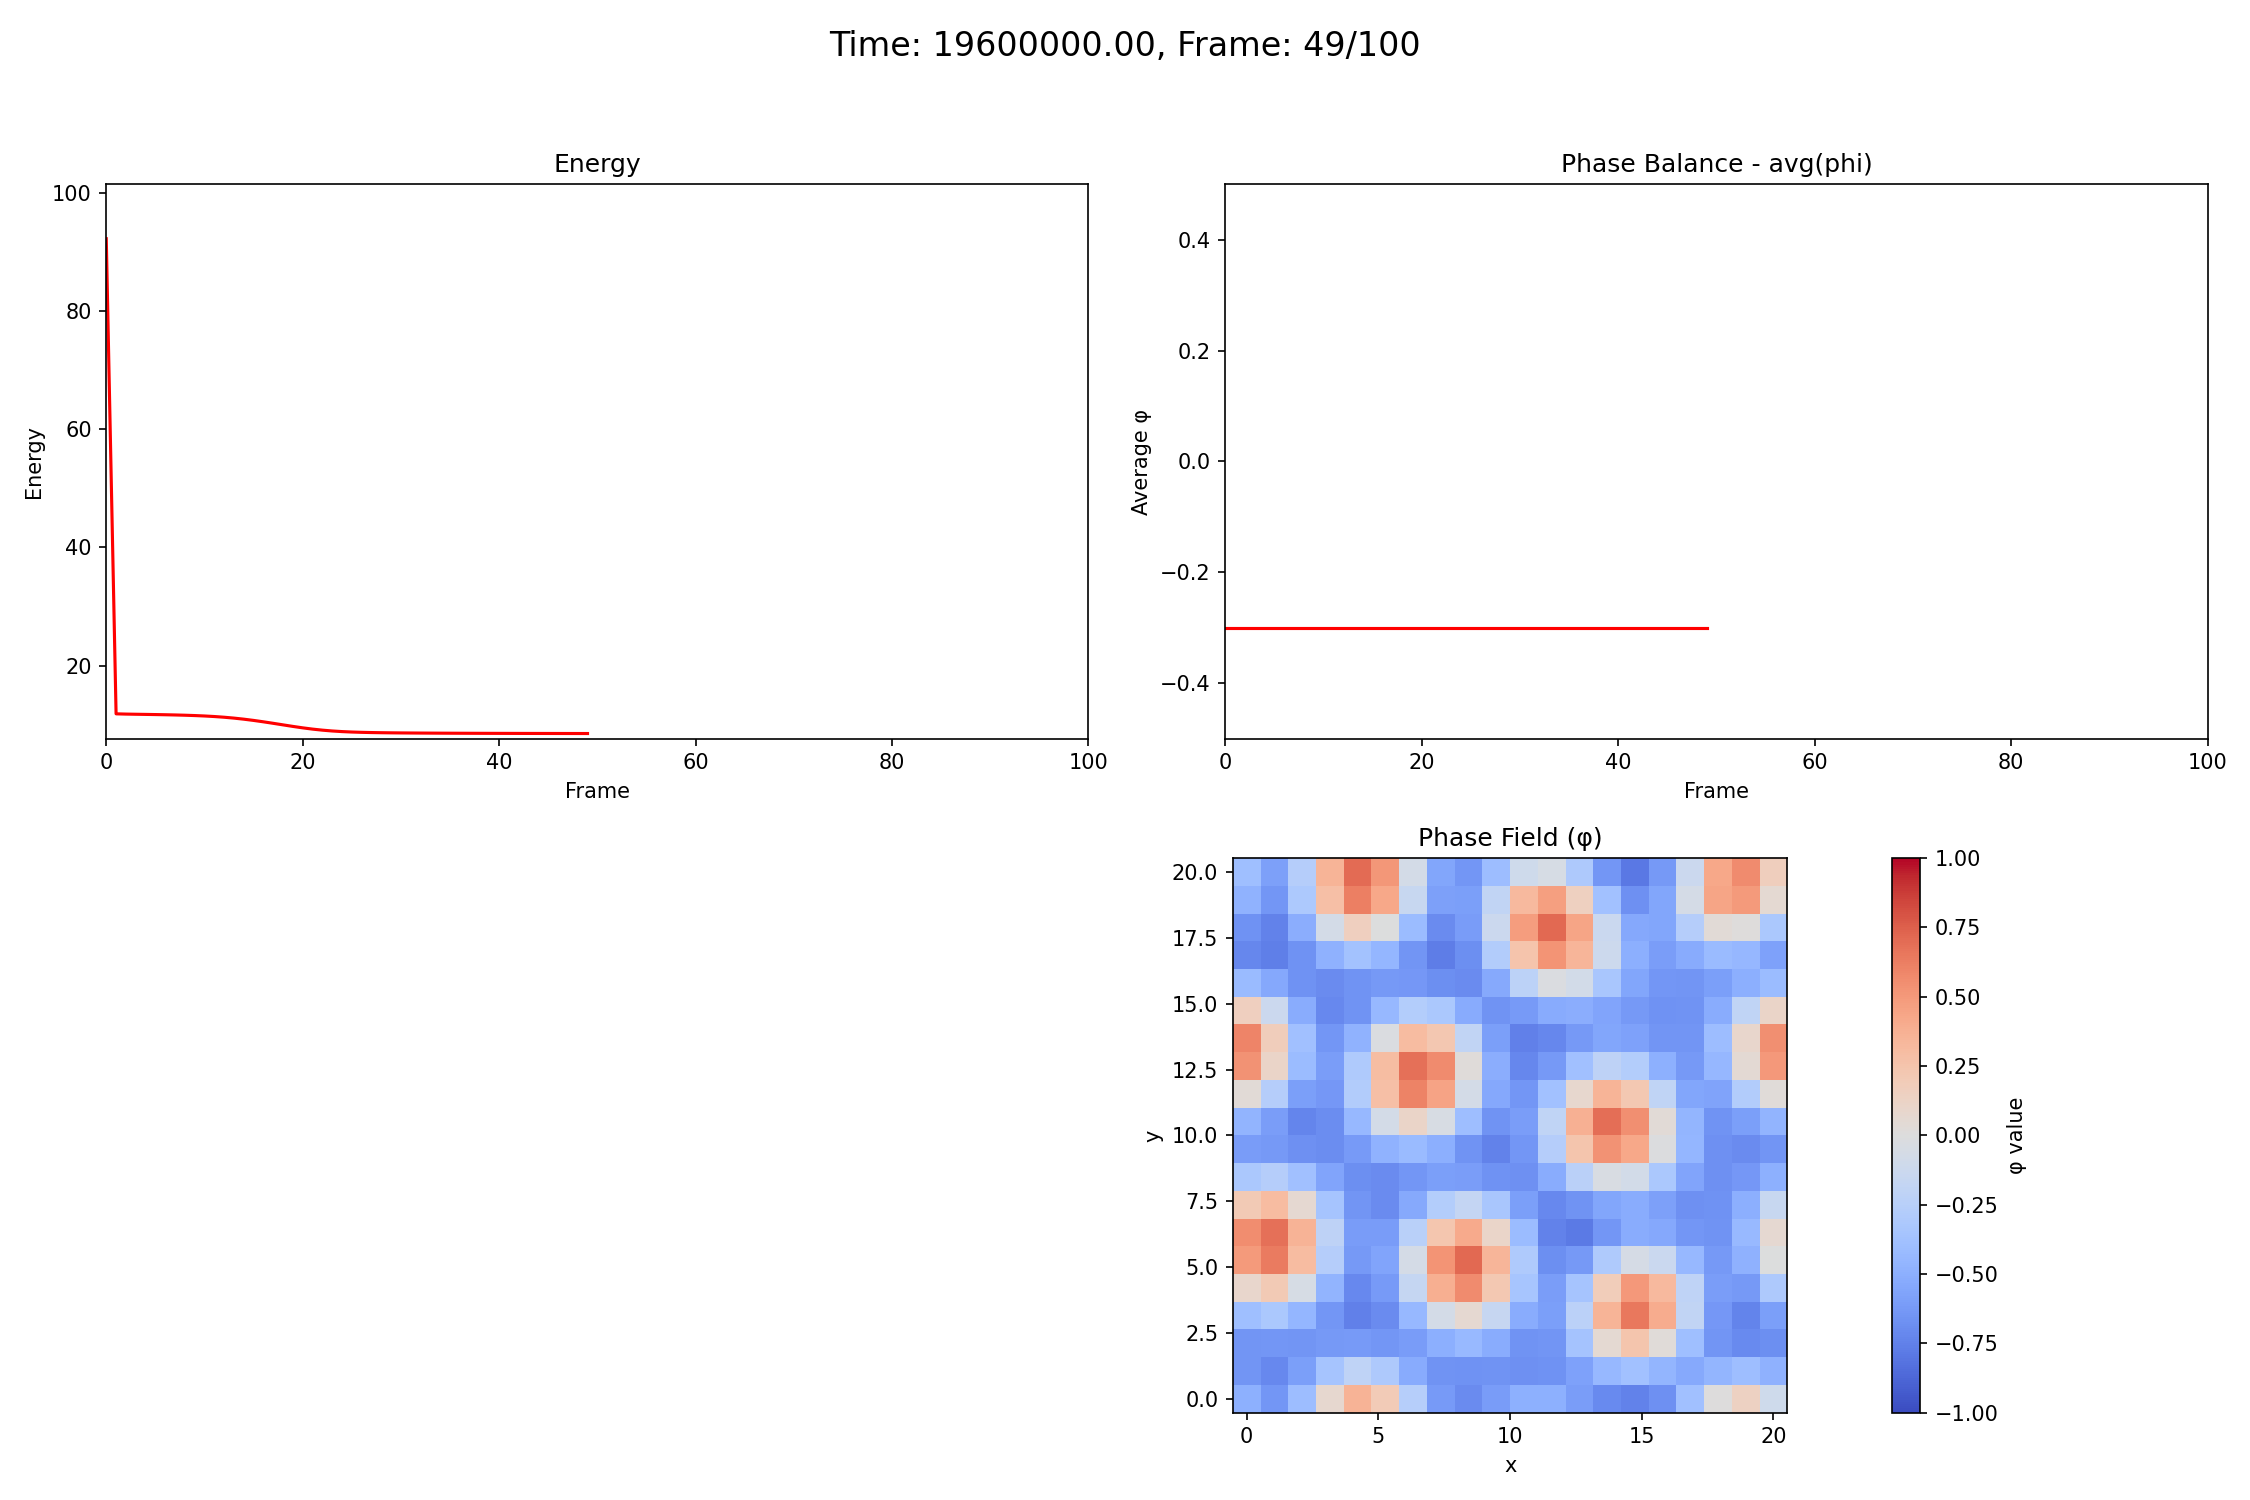 Time: 19600000.00, Frame: 49/100
Energy
100
80
60
40
20
Energy
0 20 40 60 80 100
Frame
Phase Balance - avg(phi)
0.4
0.2
0.0
−0.2
−0.4
Average φ
0 20 40 60 80 100
Frame
Phase Field (φ)
20.0
17.5
15.0
12.5
10.0
7.5
5.0
2.5
0.0
y
0 5 10 15 20
x
1.00
0.75
0.50
0.25
0.00
−0.25
−0.50
−0.75
−1.00
φ value